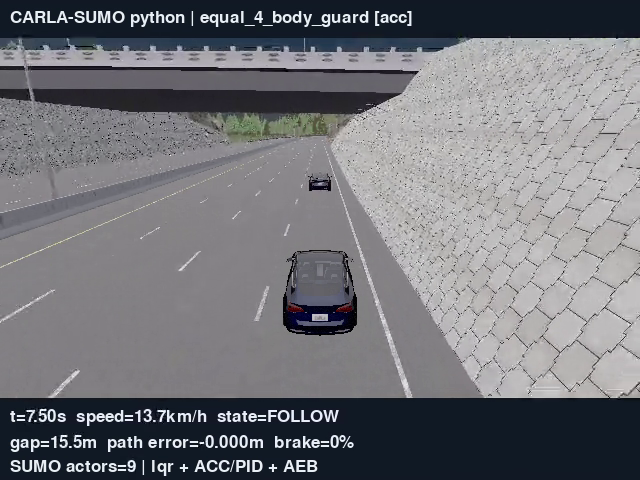 CARLA-SUMO python | equal_4_body_guard [acc]
t=7.50s speed=13.7km/h state=FOLLOW
gap=15.5m path error=-0.000m brake=0%
SUMO actors=9 | lqr + ACC/PID + AEB